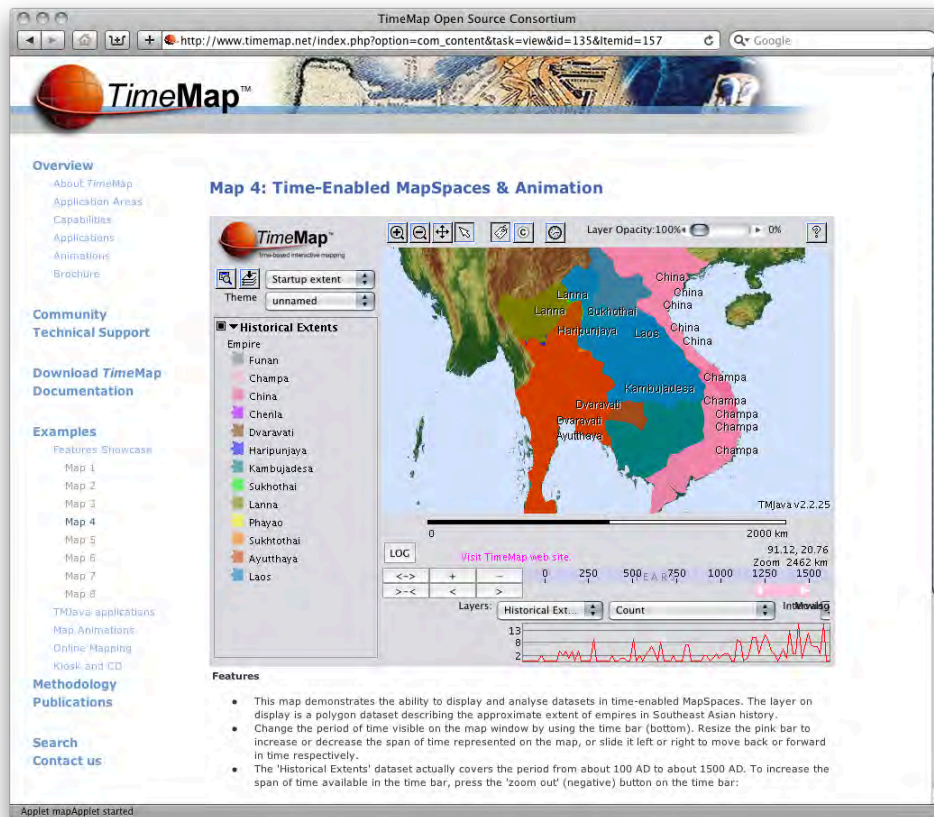 TimeMap Open Source Consortium
http://www.timemap.net/index.php?option=com_content&task=view&id=135&Itemid=157
Google
TimeMap™
Overview
About TimeMap
Application Areas
Capabilities
Applications
Animations
Brochure
Community
Technical Support
Download TimeMap
Documentation
Examples
Features Showcase
Map 1
Map 2
Map 3
Map 4
Map 5
Map 6
Map 7
Map 8
TMJava applications
Map Animations
Online Mapping
Kiosk and CD
Methodology
Publications
Search
Contact us
Map 4: Time-Enabled MapSpaces & Animation
TimeMap™
Time-based interactive mapping
Layer Opacity:100%
0%
?
Startup extent
Theme
unnamed
Historical Extents
Empire
Funan
Champa
China
Chenla
Dvaravati
Haripunjaya
Kambujadesa
Sukhothai
Lanna
Phayao
Sukhtothai
Ayutthaya
Laos
China
China
China
Lanna
Lanna
Sukhothai
Haripunjaya
Laos
China
China
Kambujadesa
Champa
Dvaravati
Champa
Dvaravati
Champa
Champa
Ayutthaya
Champa
TMJava v2.2.25
0
2000 km
LOG
Visit TimeMap web site.
91.12, 20.76
Zoom 2462 km
<-> + –
>-< < >
0 250 500 750 1000 1250 1500
YEAR
Layers:
Historical Ext...
Count
13
8
2
Features
• This map demonstrates the ability to display and analyse datasets in time-enabled MapSpaces. The layer on
display is a polygon dataset describing the approximate extent of empires in Southeast Asian history.
• Change the period of time visible on the map window by using the time bar (bottom). Resize the pink bar to
increase or decrease the span of time represented on the map, or slide it left or right to move back or forward
in time respectively.
• The 'Historical Extents' dataset actually covers the period from about 100 AD to about 1500 AD. To increase the
span of time available in the time bar, press the 'zoom out' (negative) button on the time bar:
Applet mapApplet started